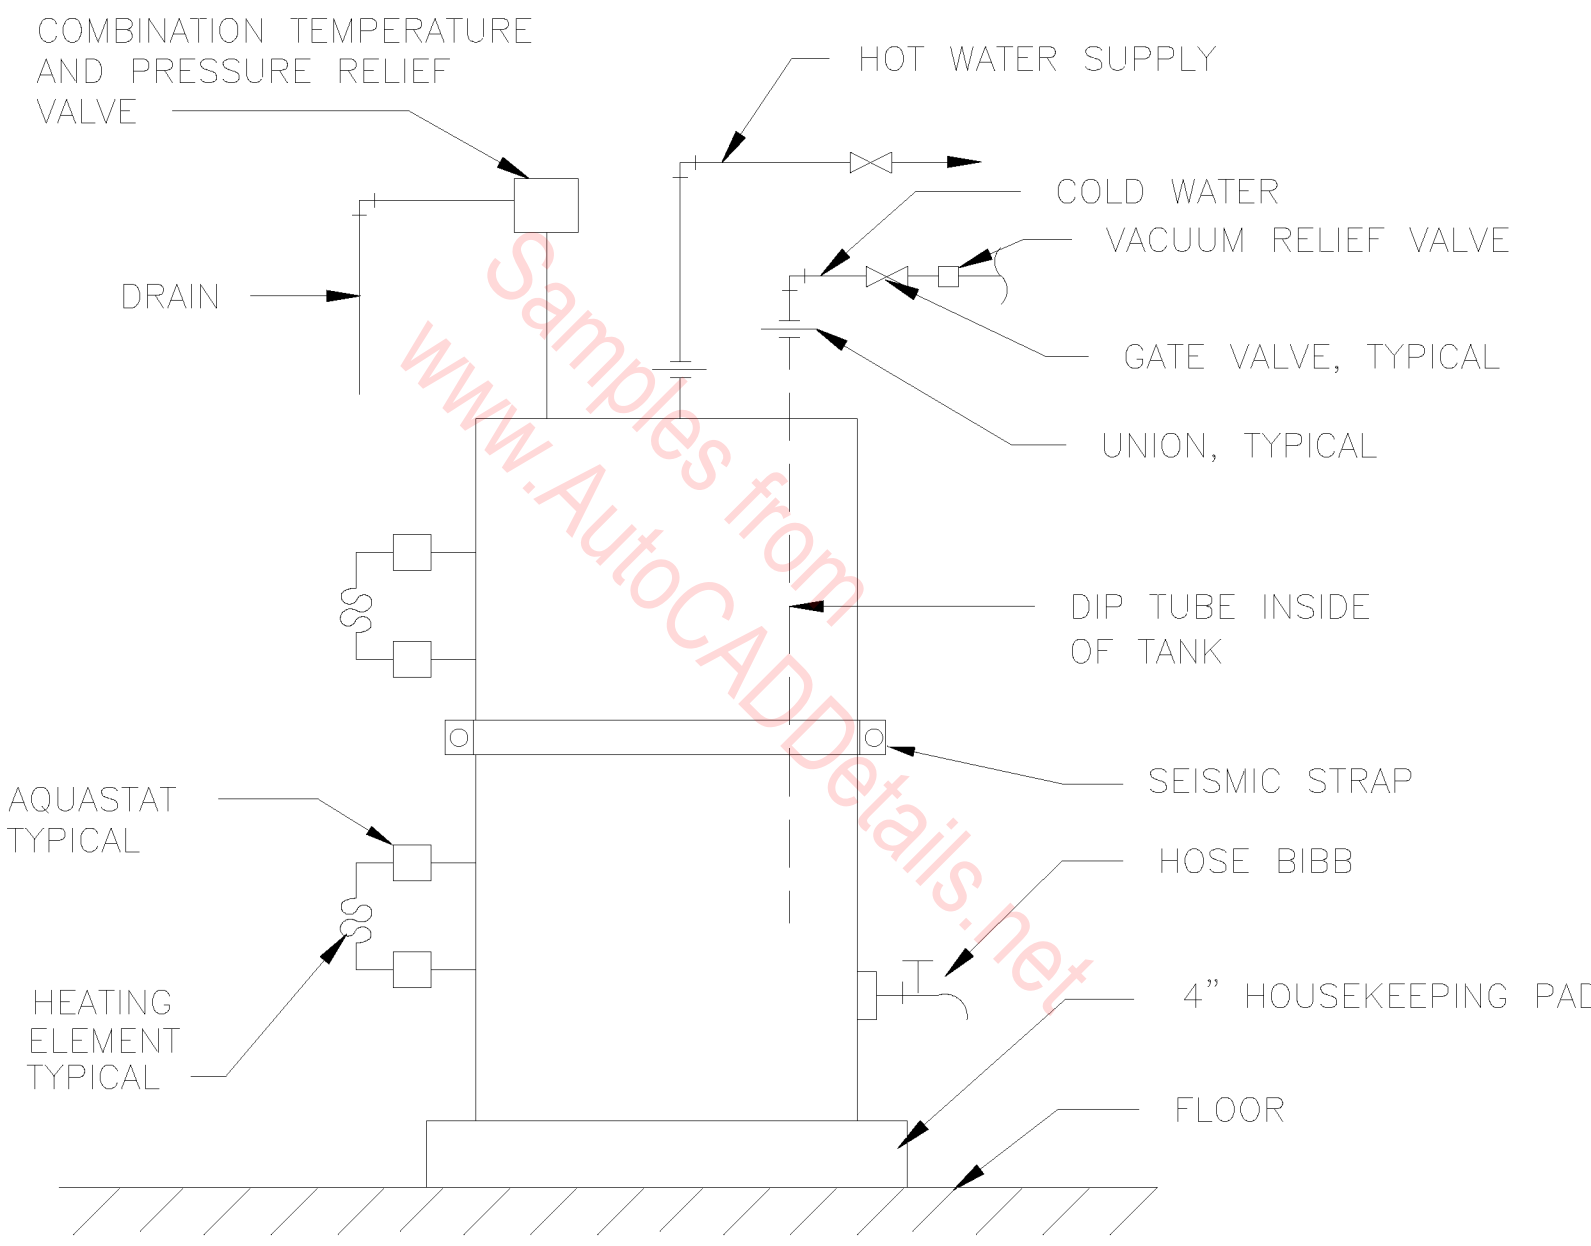 COMBINATION TEMPERATURE
AND PRESSURE RELIEF
VALVE
HOT WATER SUPPLY
COLD WATER
VACUUM RELIEF VALVE
DRAIN
GATE VALVE, TYPICAL
UNION, TYPICAL
DIP TUBE INSIDE
OF TANK
SEISMIC STRAP
AQUASTAT
TYPICAL
HOSE BIBB
HEATING
ELEMENT
TYPICAL
4” HOUSEKEEPING PAD
FLOOR
Samples from
www.AutoCADDetails.net